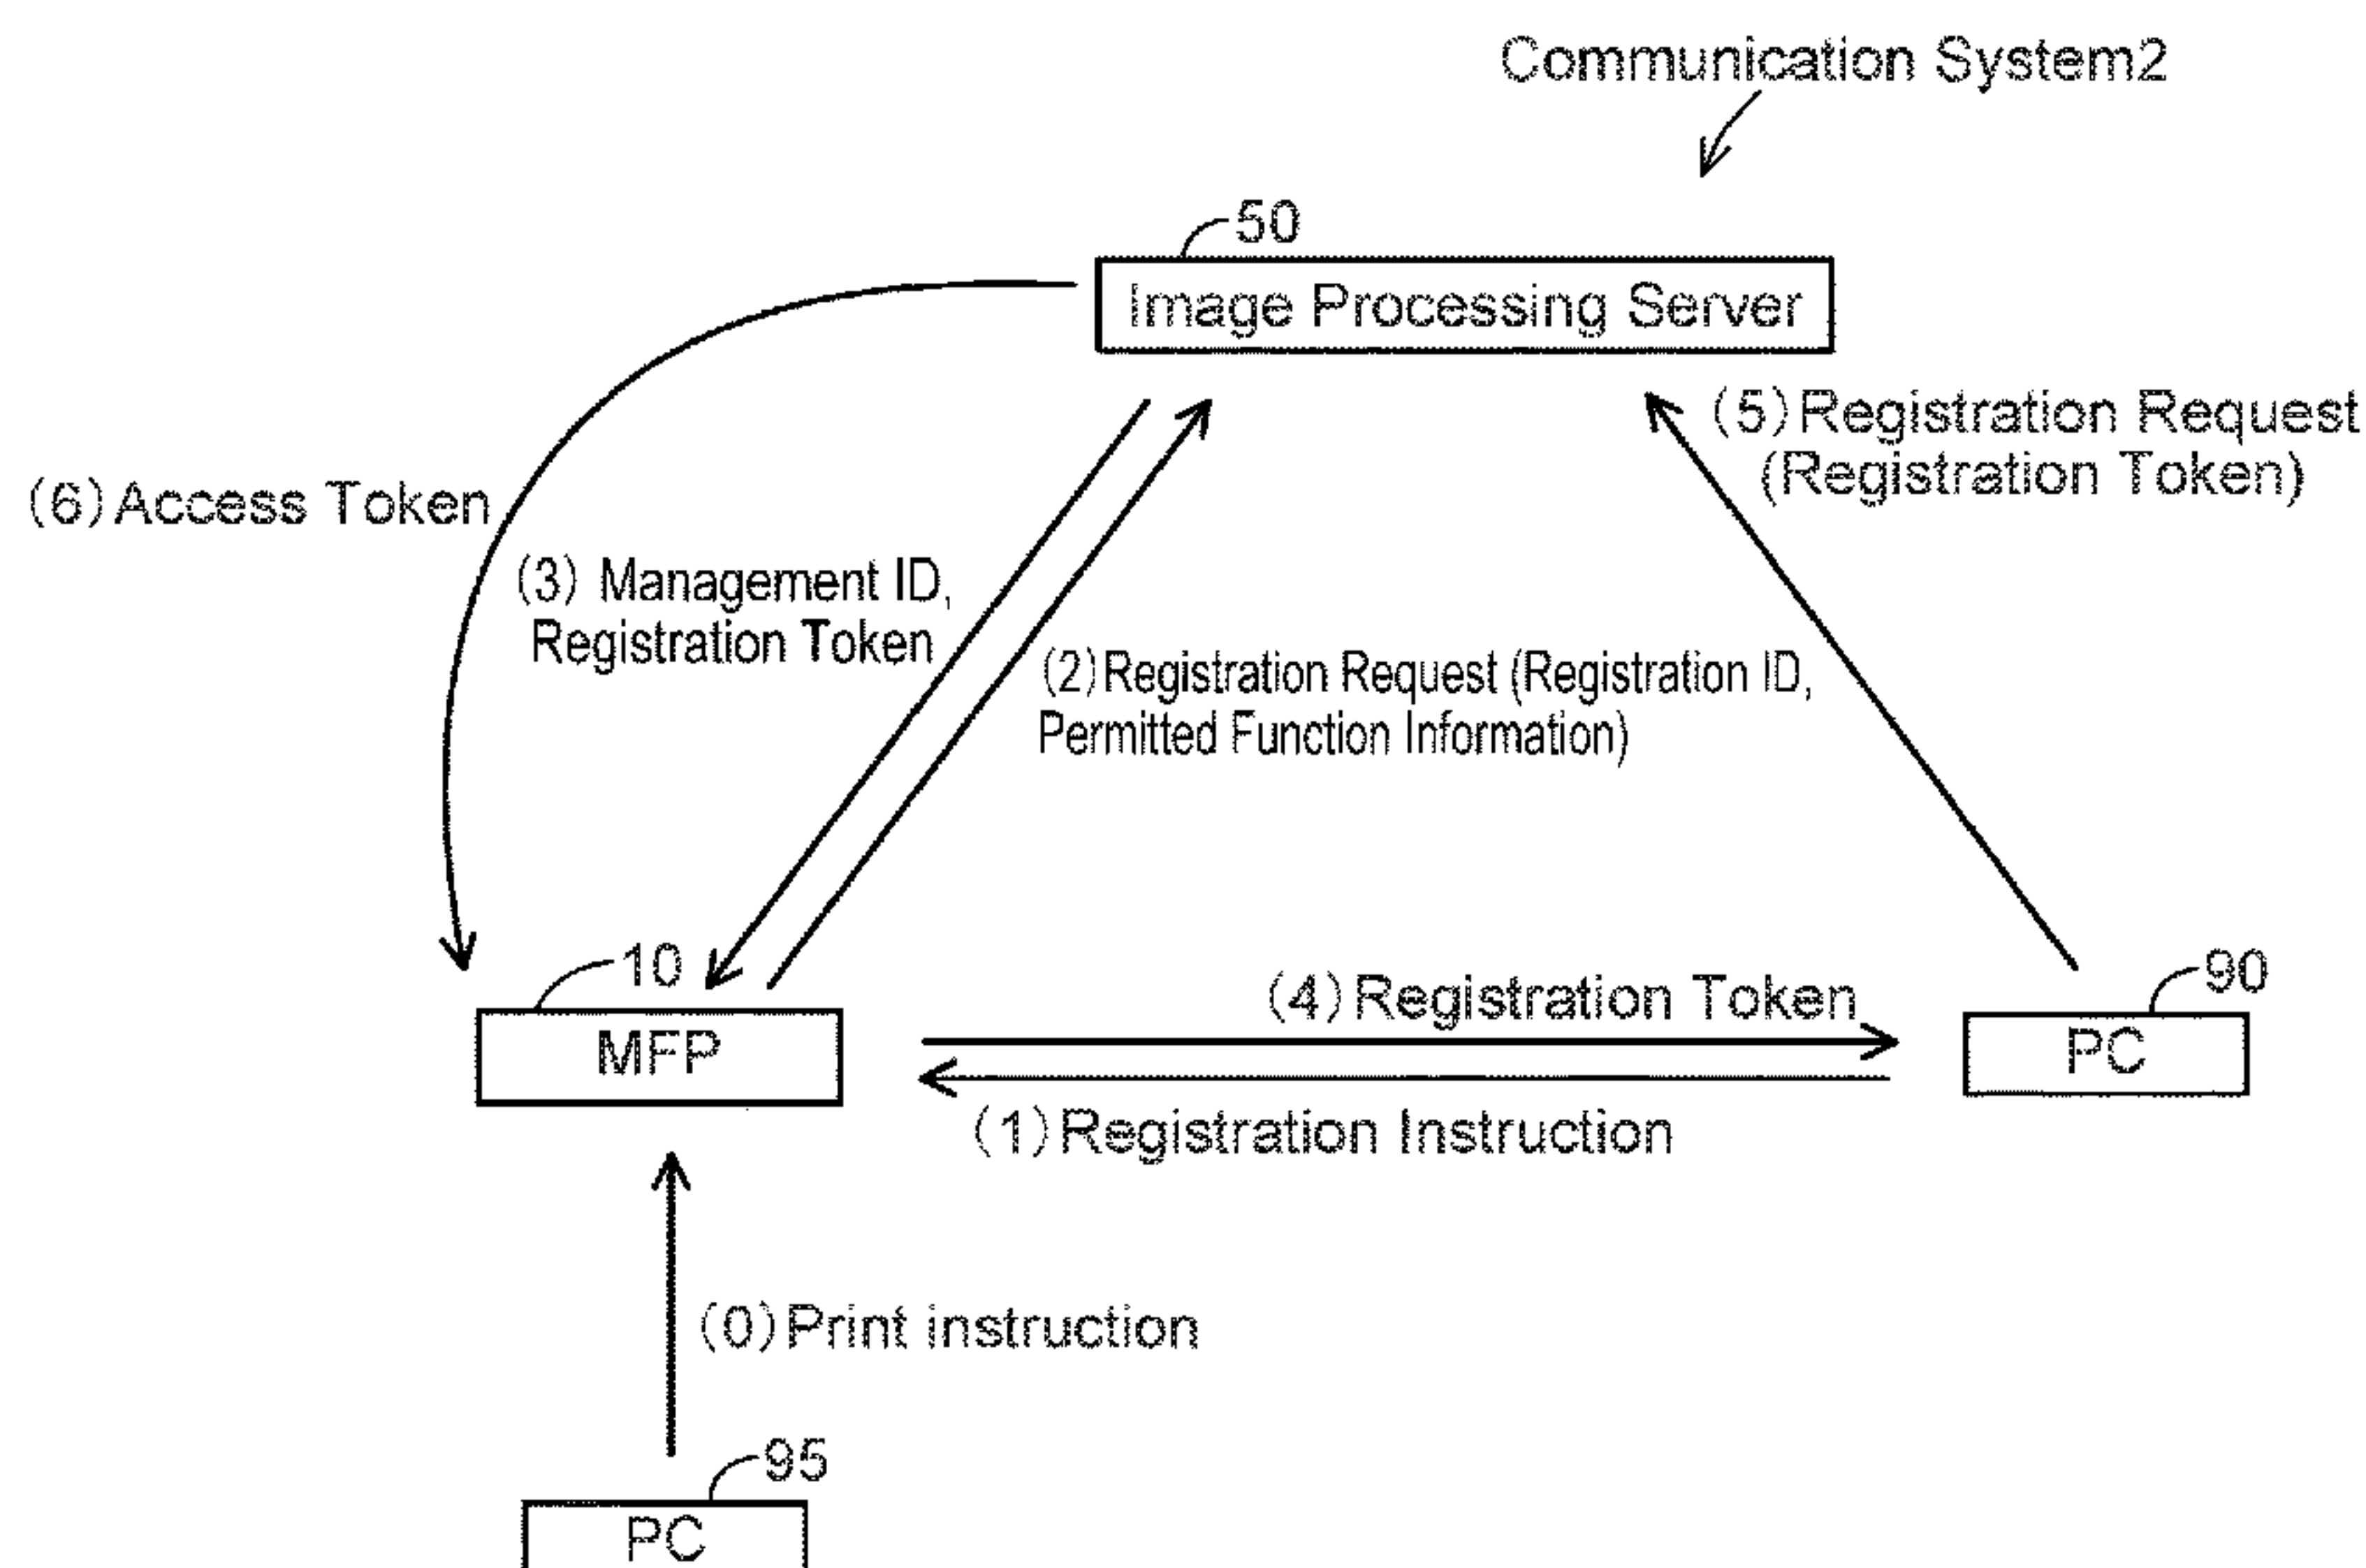 Communication System2
50
Image Processing Server
(5)Registration Request
(Registration Token)
(6)Access Token
(3) Management ID,
Registration Token
(2)Registration Request (Registration ID,
Permitted Function Information)
10
MFP
(4)Registration Token
90
PC
(1)Registration Instruction
(0)Print instruction
95
PC